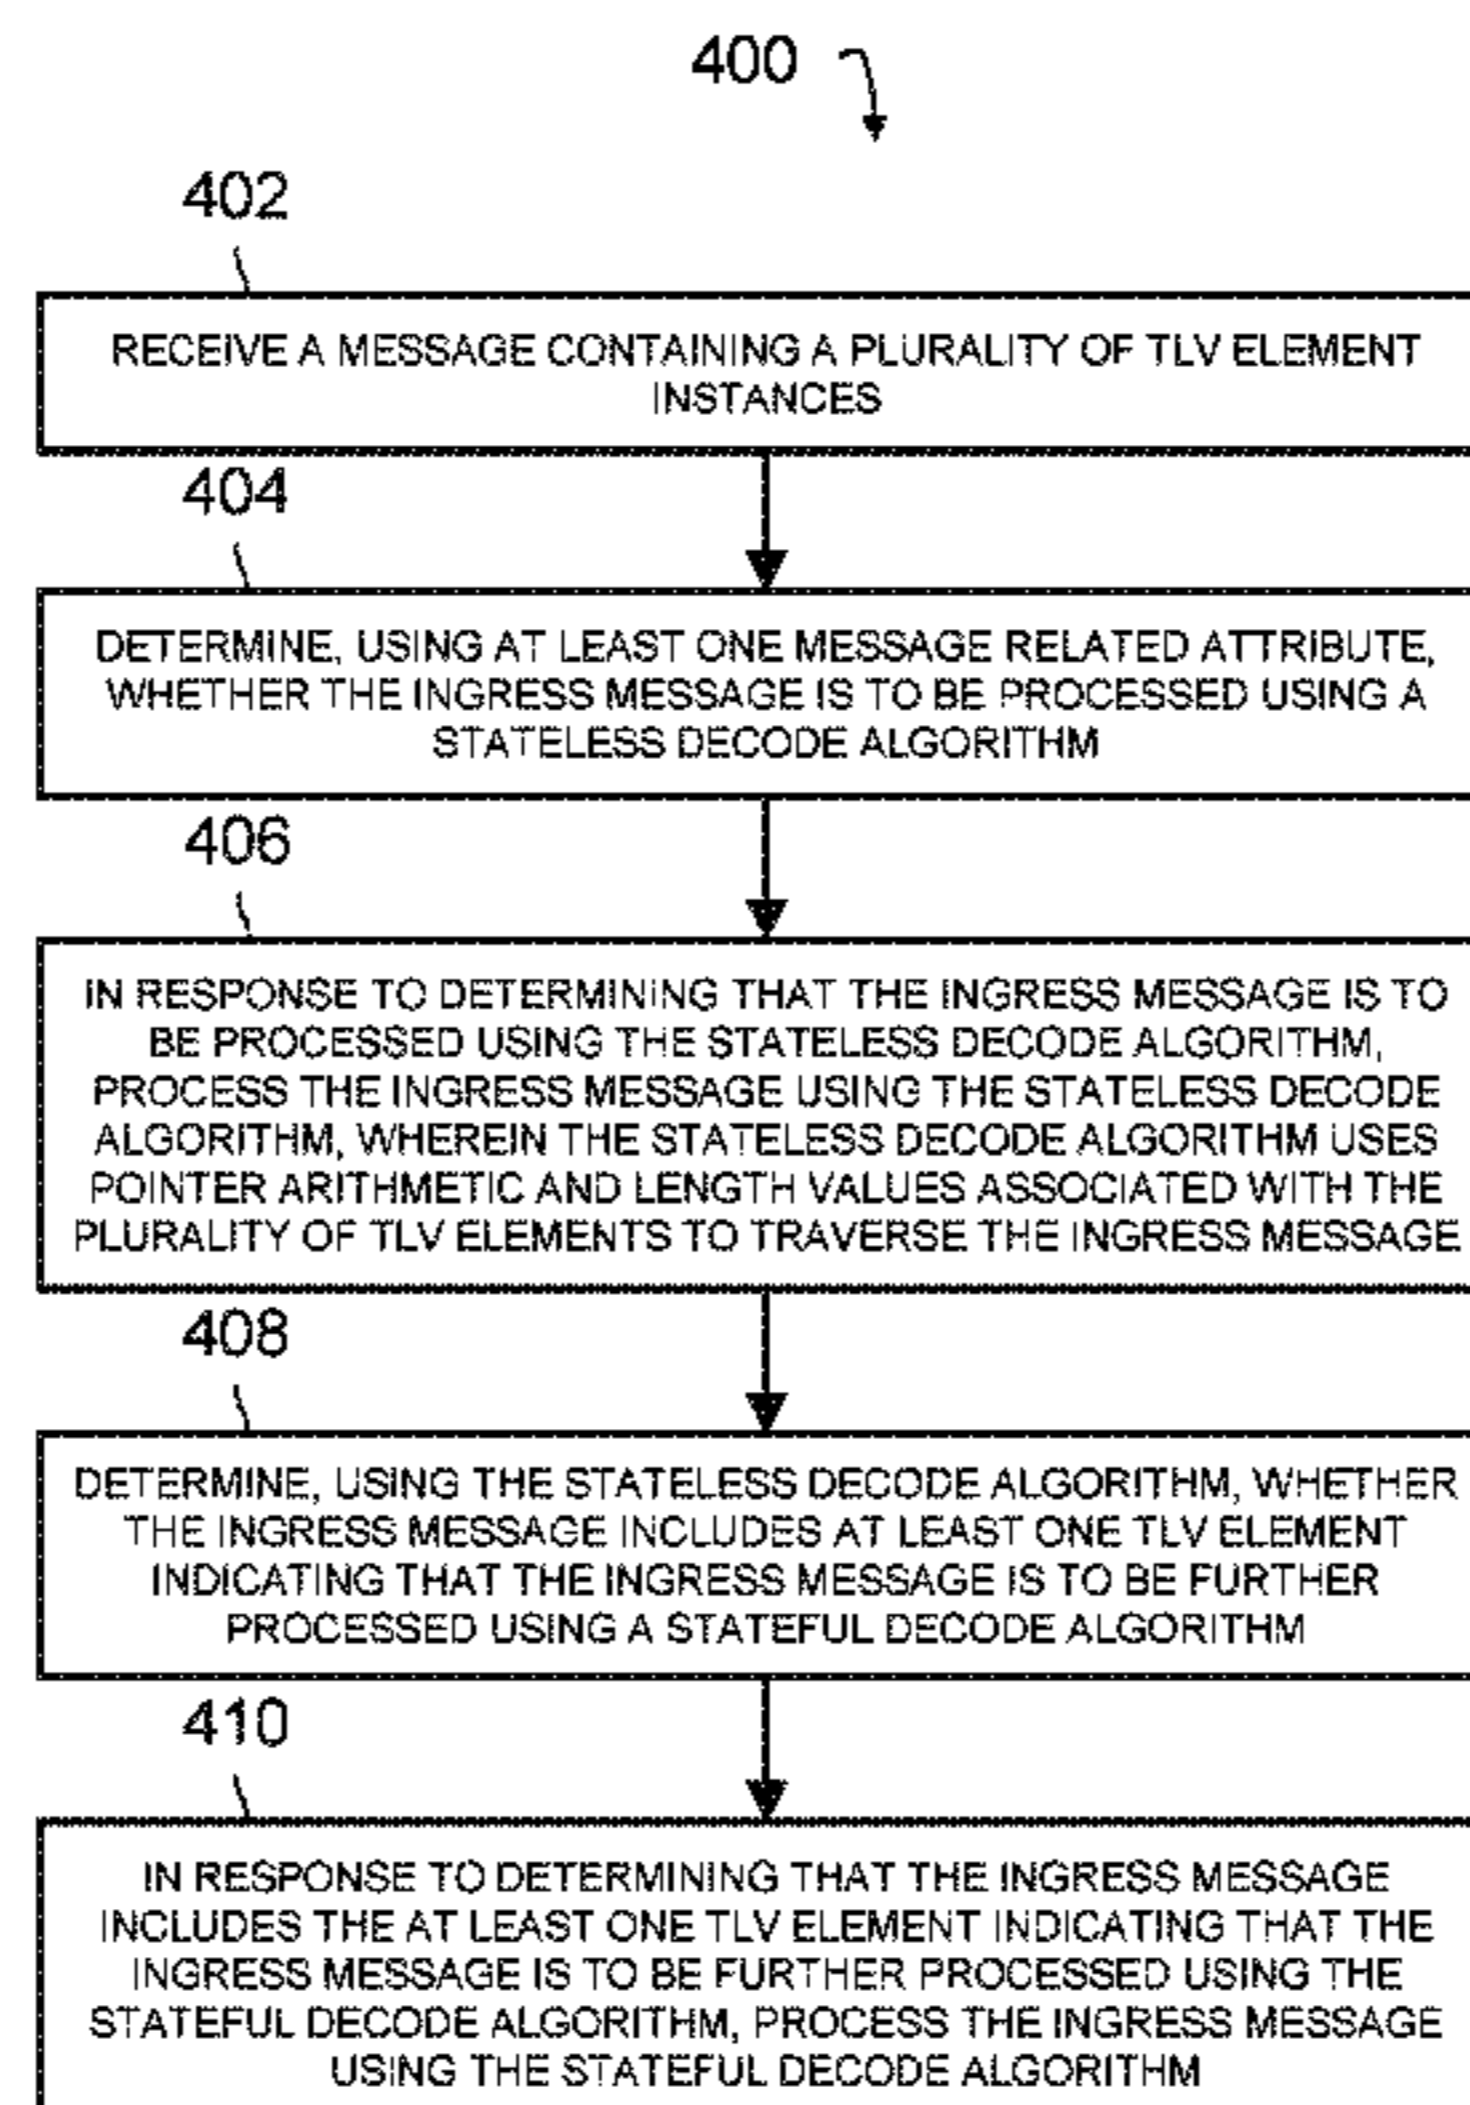 400
402
RECEIVE A MESSAGE CONTAINING A PLURALITY OF TLV ELEMENT
INSTANCES
404
DETERMINE, USING AT LEAST ONE MESSAGE RELATED ATTRIBUTE,
WHETHER THE INGRESS MESSAGE IS TO BE PROCESSED USING A
STATELESS DECODE ALGORITHM
406
IN RESPONSE TO DETERMINING THAT THE INGRESS MESSAGE IS TO
BE PROCESSED USING THE STATELESS DECODE ALGORITHM,
PROCESS THE INGRESS MESSAGE USING THE STATELESS DECODE
ALGORITHM, WHEREIN THE STATELESS DECODE ALGORITHM USES
POINTER ARITHMETIC AND LENGTH VALUES ASSOCIATED WITH THE
PLURALITY OF TLV ELEMENTS TO TRAVERSE THE INGRESS MESSAGE
408
DETERMINE, USING THE STATELESS DECODE ALGORITHM, WHETHER
THE INGRESS MESSAGE INCLUDES AT LEAST ONE TLV ELEMENT
INDICATING THAT THE INGRESS MESSAGE IS TO BE FURTHER
PROCESSED USING A STATEFUL DECODE ALGORITHM
410
IN RESPONSE TO DETERMINING THAT THE INGRESS MESSAGE
INCLUDES THE AT LEAST ONE TLV ELEMENT INDICATING THAT THE
INGRESS MESSAGE IS TO BE FURTHER PROCESSED USING THE
STATEFUL DECODE ALGORITHM, PROCESS THE INGRESS MESSAGE
USING THE STATEFUL DECODE ALGORITHM